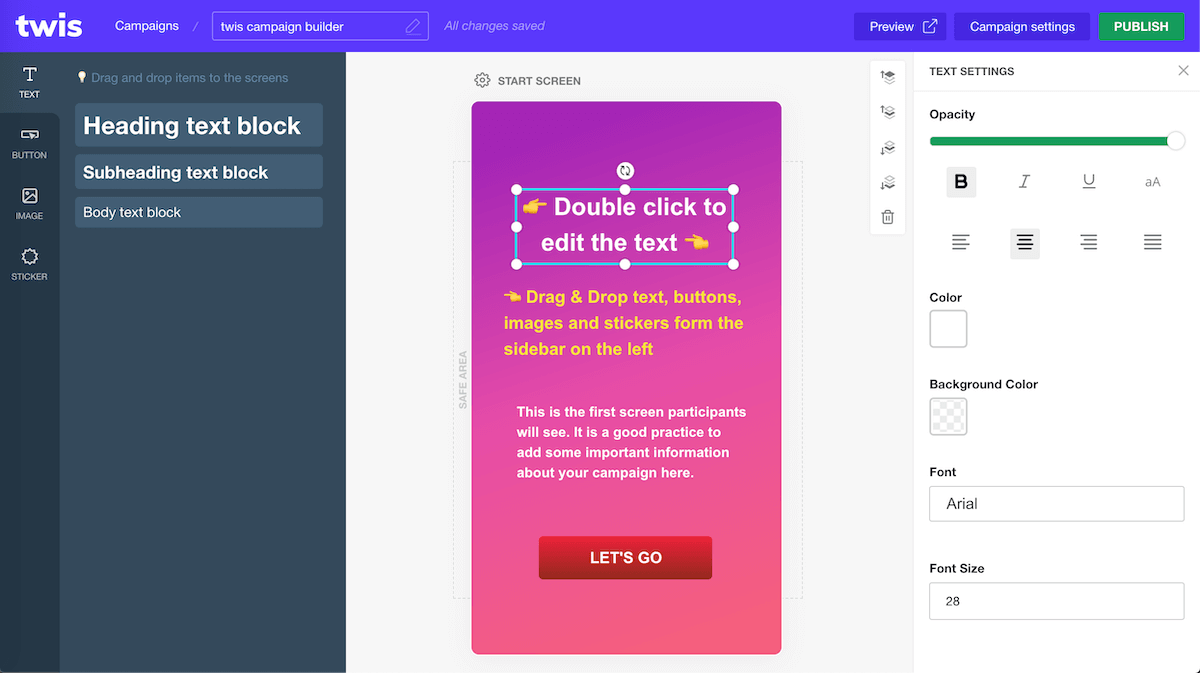 twis
Campaigns / twis campaign builder
All changes saved
Preview
Campaign settings
PUBLISH
TEXT
BUTTON
IMAGE
STICKER
Drag and drop items to the screens
Heading text block
Subheading text block
Body text block
START SCREEN
SAFE AREA
👉 Double click to
edit the text 👈
👈 Drag & Drop text, buttons,
images and stickers form the
sidebar on the left
This is the first screen participants
will see. It is a good practice to
add some important information
about your campaign here.
LET'S GO
TEXT SETTINGS
Opacity
B I U aA
Color
Background Color
Font
Arial
Font Size
28